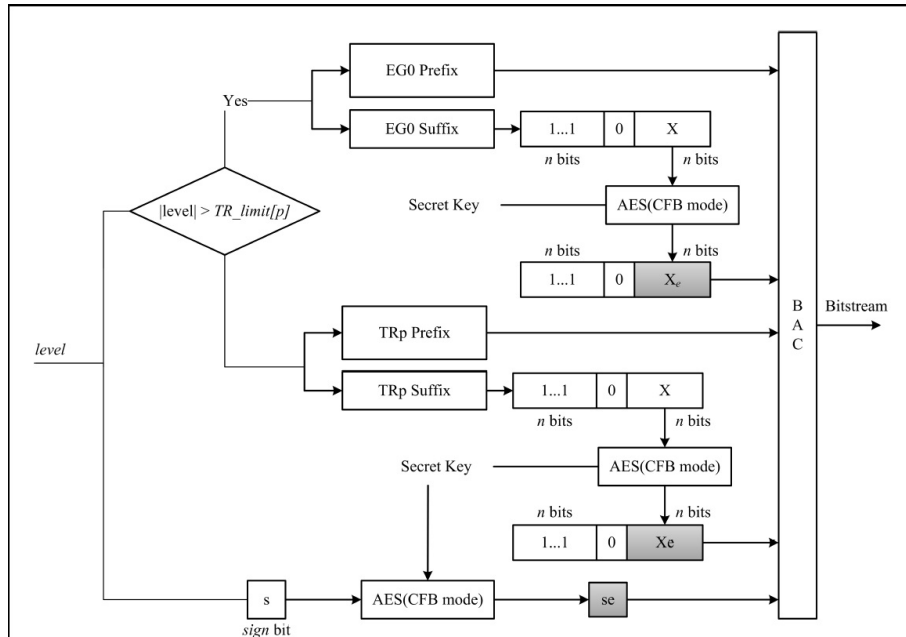 EG0 Prefix
Yes
EG0 Suffix
1...1 0 X
n bits n bits
|level| > TR_limit[p]
Secret Key
AES(CFB mode)
n bits n bits
1...1 0 Xe
B
A
C
Bitstream
TRp Prefix
level
TRp Suffix
1...1 0 X
n bits n bits
Secret Key
AES(CFB mode)
n bits n bits
1...1 0 Xe
s
AES(CFB mode)
se
sign bit